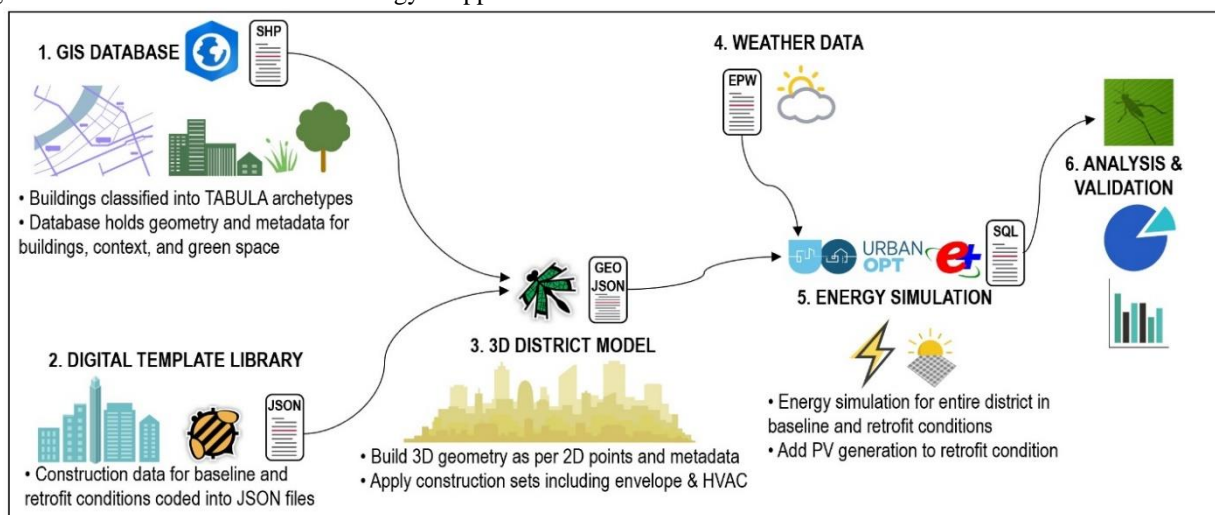 1. GIS DATABASE
SHP
• Buildings classified into TABULA archetypes
• Database holds geometry and metadata for
buildings, context, and green space
2. DIGITAL TEMPLATE LIBRARY
JSON
• Construction data for baseline and
retrofit conditions coded into JSON files
GEO
JSON
3. 3D DISTRICT MODEL
• Build 3D geometry as per 2D points and metadata
• Apply construction sets including envelope & HVAC
4. WEATHER DATA
EPW
URBAN
OPT
e+
SQL
5. ENERGY SIMULATION
• Energy simulation for entire district in
baseline and retrofit conditions
• Add PV generation to retrofit condition
6. ANALYSIS &
VALIDATION